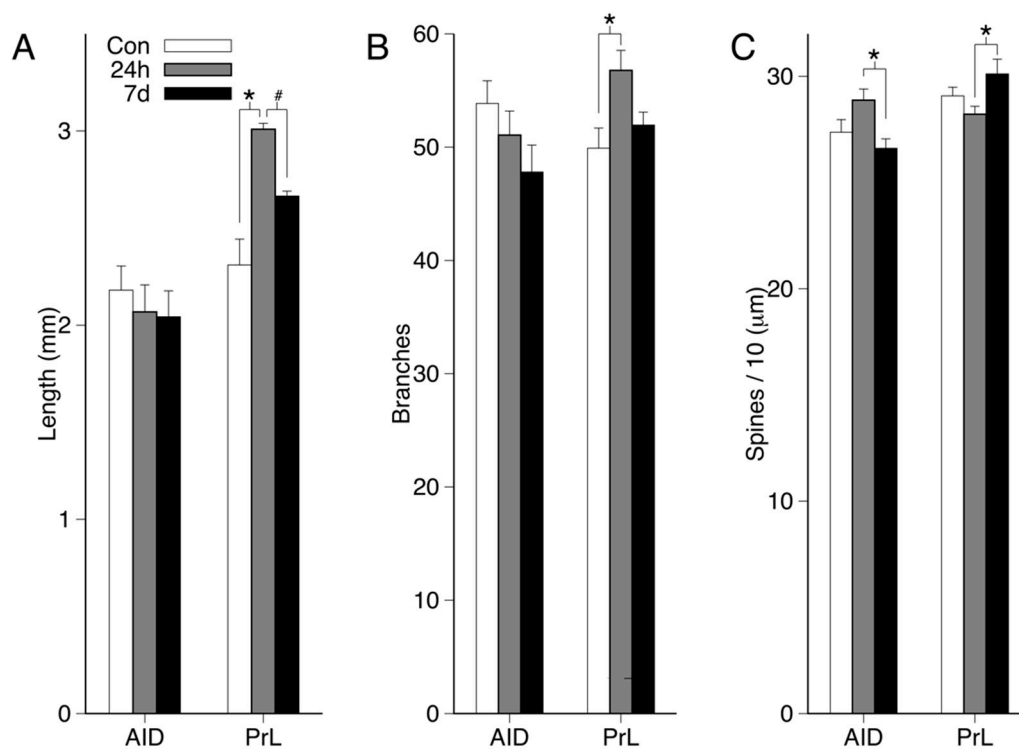 A
Con
24h
7d
* #
3
2
1
0
Length (mm)
AID PrL
B
60
50
40
30
20
10
0
Branches
*
AID PrL
C
30
20
10
0
Spines / 10 (μm)
* *
AID PrL